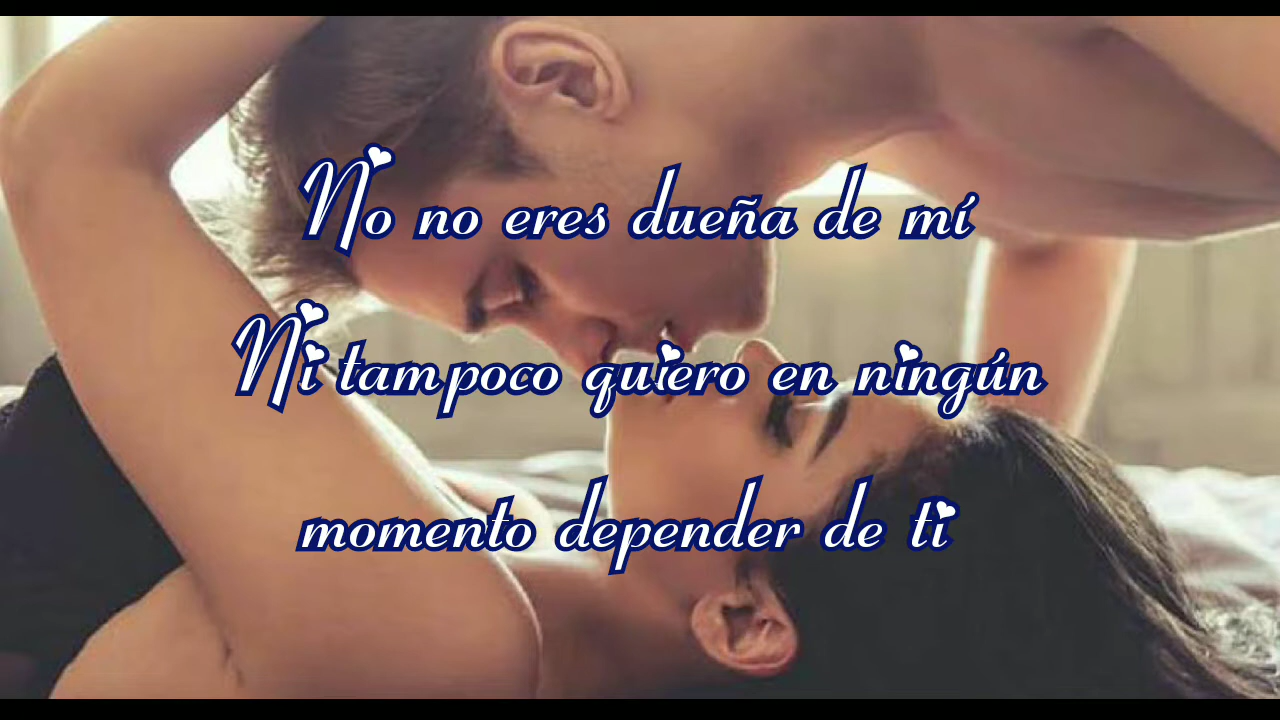 No no eres dueña de mí
Ni tampoco quiero en ningún
momento depender de ti